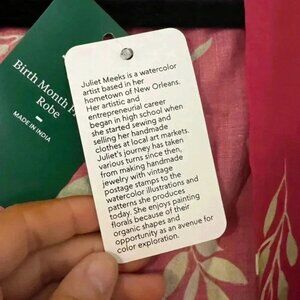 Birth Month
Robe
MADE IN INDIA
Juliet Meeks is a watercolor
artist based in her
hometown of New Orleans.
Her artistic and
entrepreneurial career
began in high school when
she started sewing and
selling her handmade
clothes at local art markets.
Juliet's journey has taken
various turns since then,
from making handmade
jewelry with vintage
postage stamps to the
watercolor illustrations and
patterns she produces
today. She enjoys painting
florals because of their
organic shapes and
opportunity as an avenue for
color exploration.